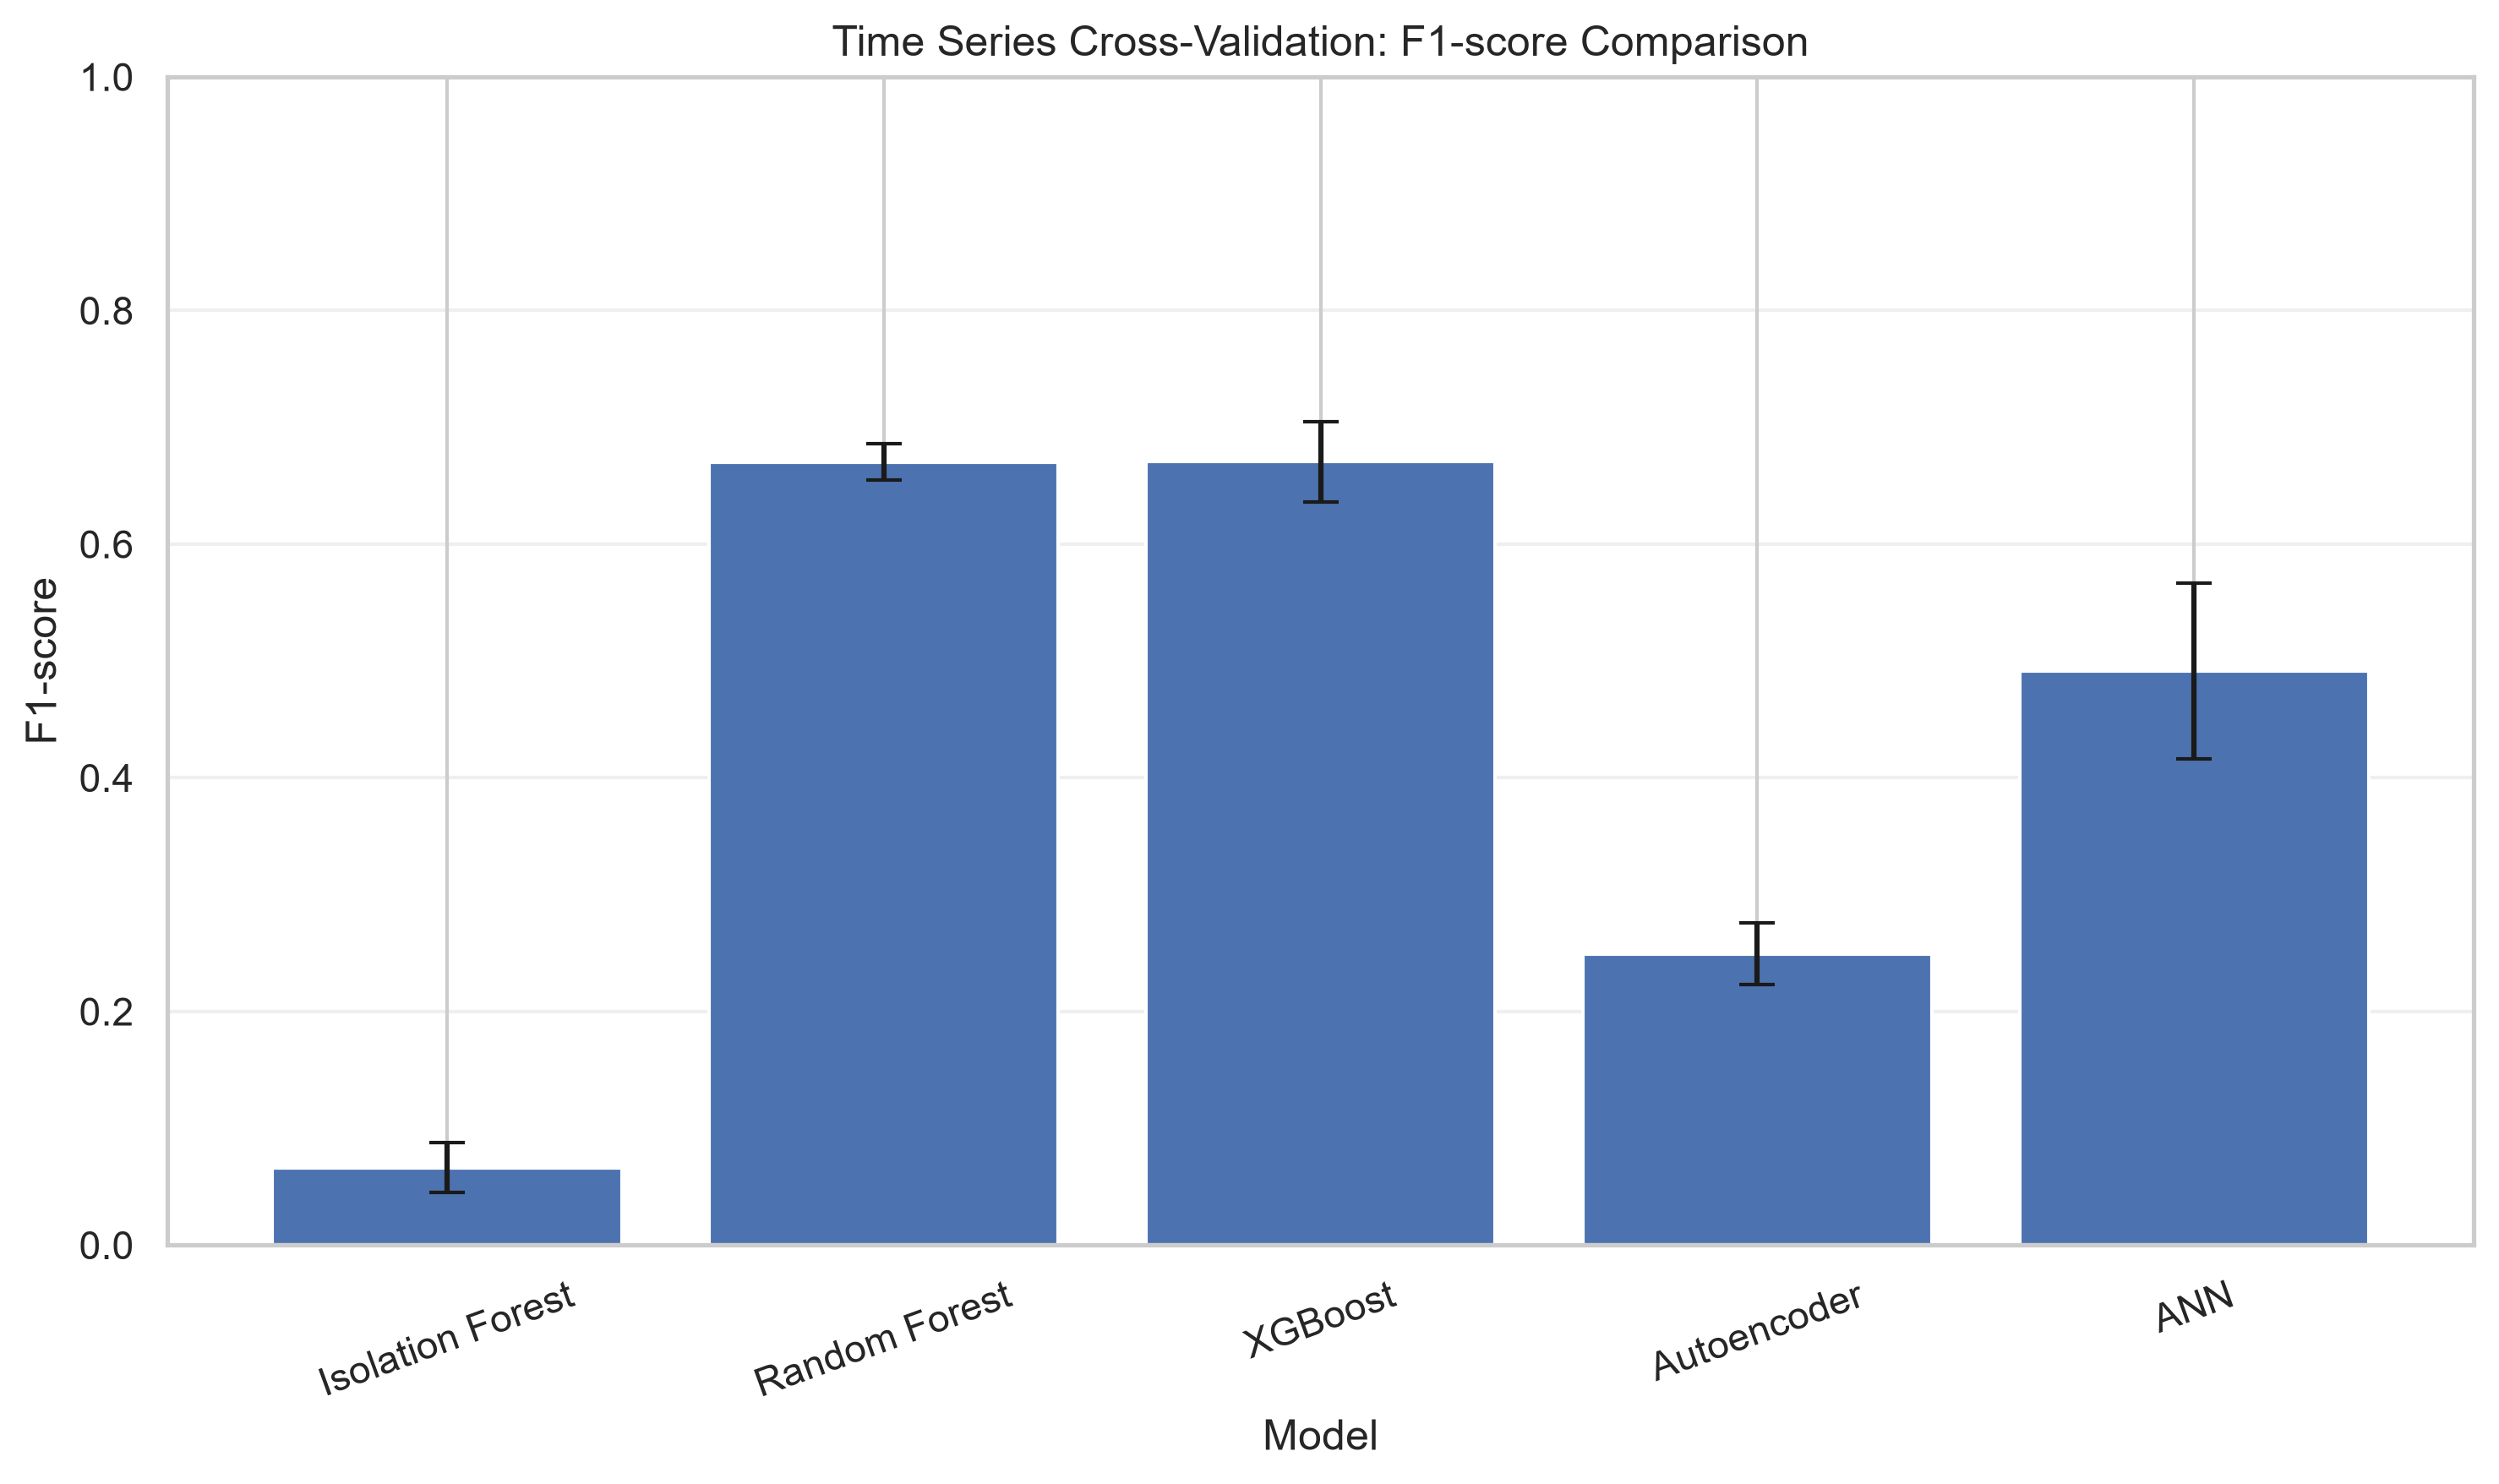 Time Series Cross-Validation: F1-score Comparison
1.0
0.8
0.6
0.4
0.2
0.0
F1-score
Isolation Forest
Random Forest
XGBoost
Autoencoder
ANN
Model